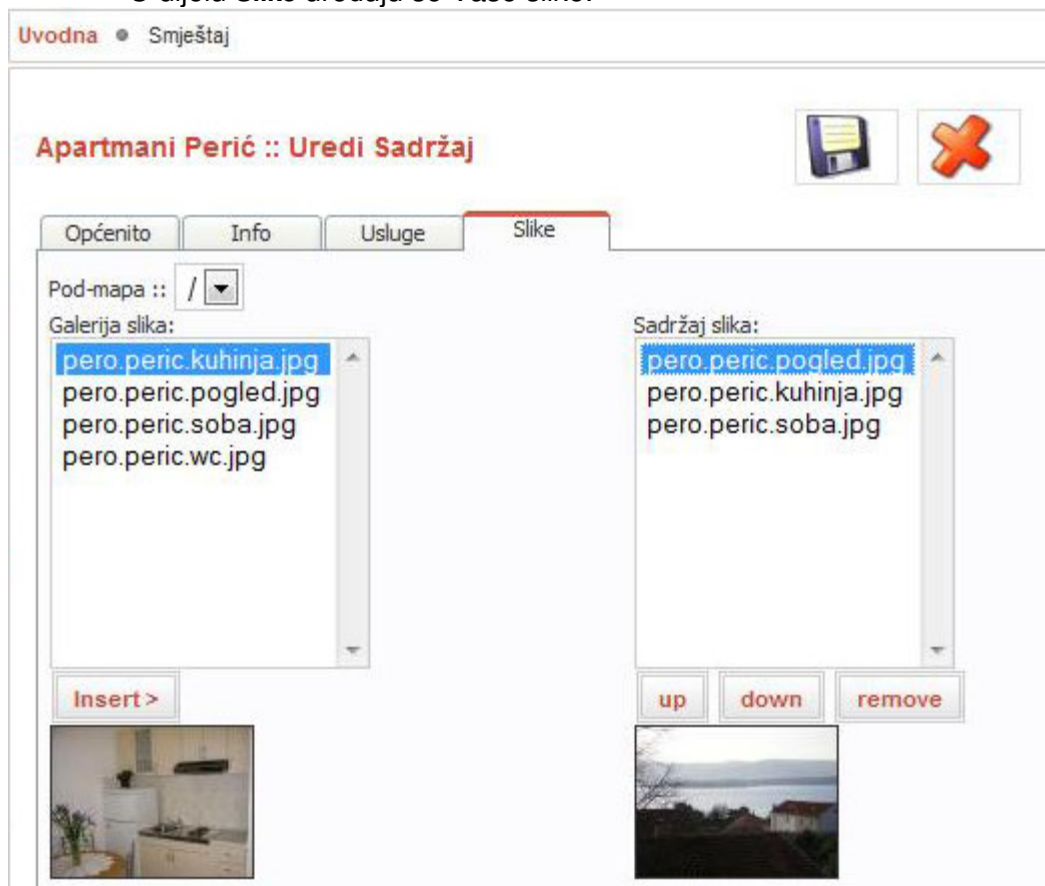 Uvodna • Smještaj
Apartmani Perić :: Uredi Sadržaj
Općenito Info Usluge Slike
Pod-mapa :: /
Galerija slika:
pero.peric.kuhinja.jpg
pero.peric.pogled.jpg
pero.peric.soba.jpg
pero.peric.wc.jpg
Insert >
Sadržaj slika:
pero.peric.pogled.jpg
pero.peric.kuhinja.jpg
pero.peric.soba.jpg
up down remove